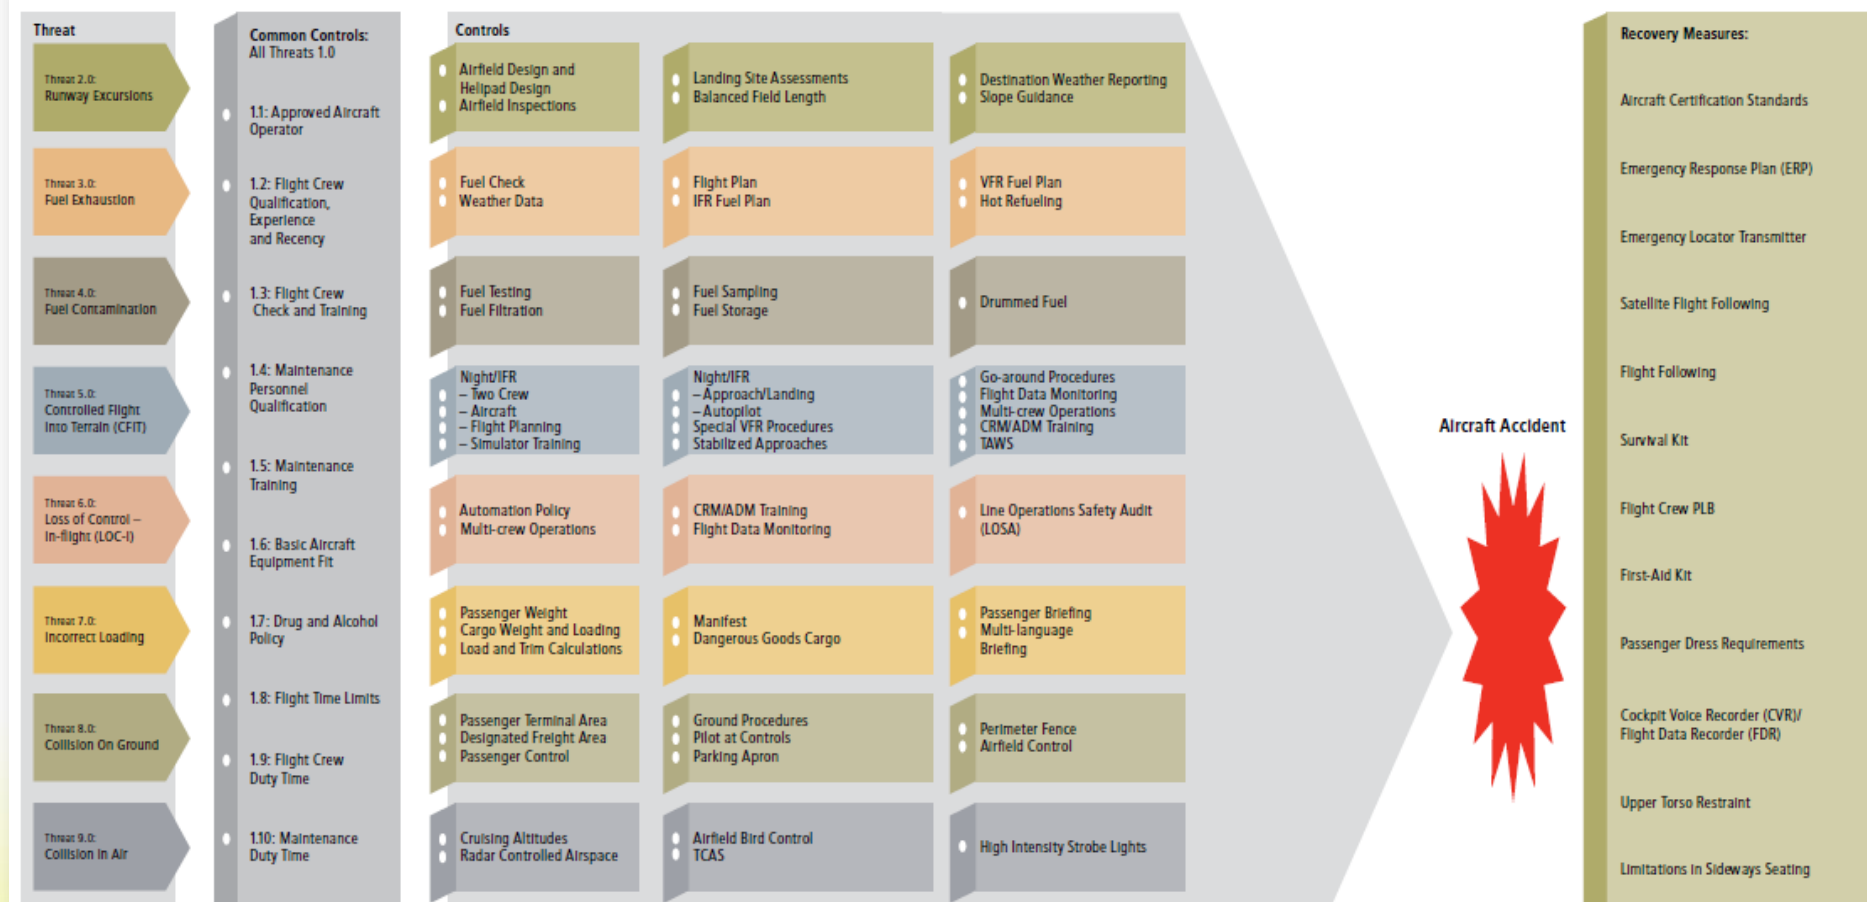 Threat
Threat 2.0:
Runway Excursions
Threat 3.0:
Fuel Exhaustion
Threat 4.0:
Fuel Contamination
Threat 5.0:
Controlled Flight
Into Terrain (CFIT)
Threat 6.0:
Loss of Control –
In-flight (LOC-I)
Threat 7.0:
Incorrect Loading
Threat 8.0:
Collision On Ground
Threat 9.0:
Collision in Air
Common Controls:
All Threats 1.0
1.1: Approved Aircraft
Operator
1.2: Flight Crew
Qualification,
Experience
and Recency
1.3: Flight Crew
Check and Training
1.4: Maintenance
Personnel
Qualification
1.5: Maintenance
Training
1.6: Basic Aircraft
Equipment Fit
1.7: Drug and Alcohol
Policy
1.8: Flight Time Limits
1.9: Flight Crew
Duty Time
1.10: Maintenance
Duty Time
Controls
Airfield Design and
Helipad Design
Airfield Inspections
Landing Site Assessments
Balanced Field Length
Destination Weather Reporting
Slope Guidance
Fuel Check
Weather Data
Flight Plan
IFR Fuel Plan
VFR Fuel Plan
Hot Refueling
Fuel Testing
Fuel Filtration
Fuel Sampling
Fuel Storage
Drummed Fuel
Night/IFR
– Two Crew
– Aircraft
– Flight Planning
– Simulator Training
Night/IFR
– Approach/Landing
– Autopilot
Special VFR Procedures
Stabilized Approaches
Go-around Procedures
Flight Data Monitoring
Multi-crew Operations
CRM/ADM Training
TAWS
Automation Policy
Multi-crew Operations
CRM/ADM Training
Flight Data Monitoring
Line Operations Safety Audit
(LOSA)
Passenger Weight
Cargo Weight and Loading
Load and Trim Calculations
Manifest
Dangerous Goods Cargo
Passenger Briefing
Multi-language
Briefing
Passenger Terminal Area
Designated Freight Area
Passenger Control
Ground Procedures
Pilot at Controls
Parking Apron
Perimeter Fence
Airfield Control
Cruising Altitudes
Radar Controlled Airspace
Airfield Bird Control
TCAS
High Intensity Strobe Lights
Aircraft Accident
Recovery Measures:
Aircraft Certification Standards
Emergency Response Plan (ERP)
Emergency Locator Transmitter
Satellite Flight Following
Flight Following
Survival Kit
Flight Crew PLB
First-Aid Kit
Passenger Dress Requirements
Cockpit Voice Recorder (CVR)/
Flight Data Recorder (FDR)
Upper Torso Restraint
Limitations in Sideways Seating